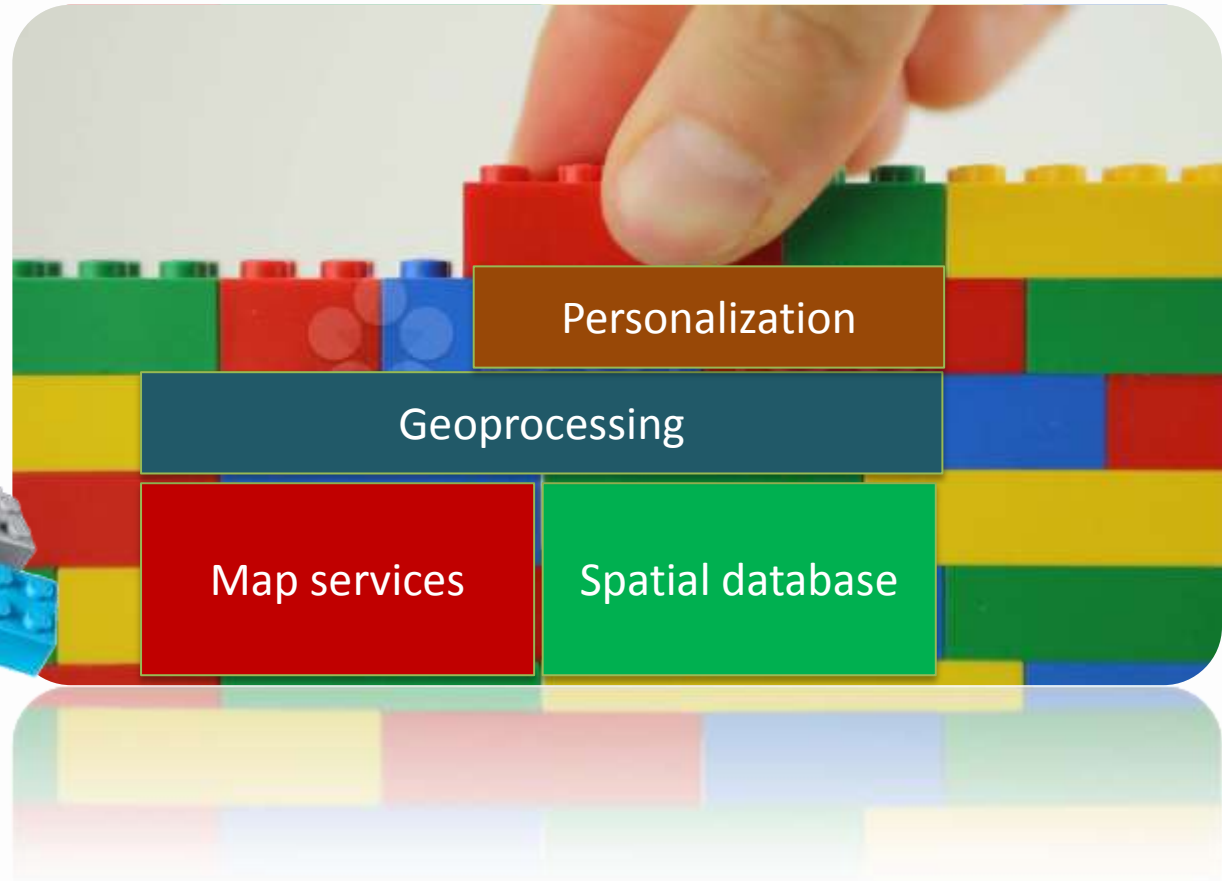 Personalization
Geoprocessing
Map services
Spatial database